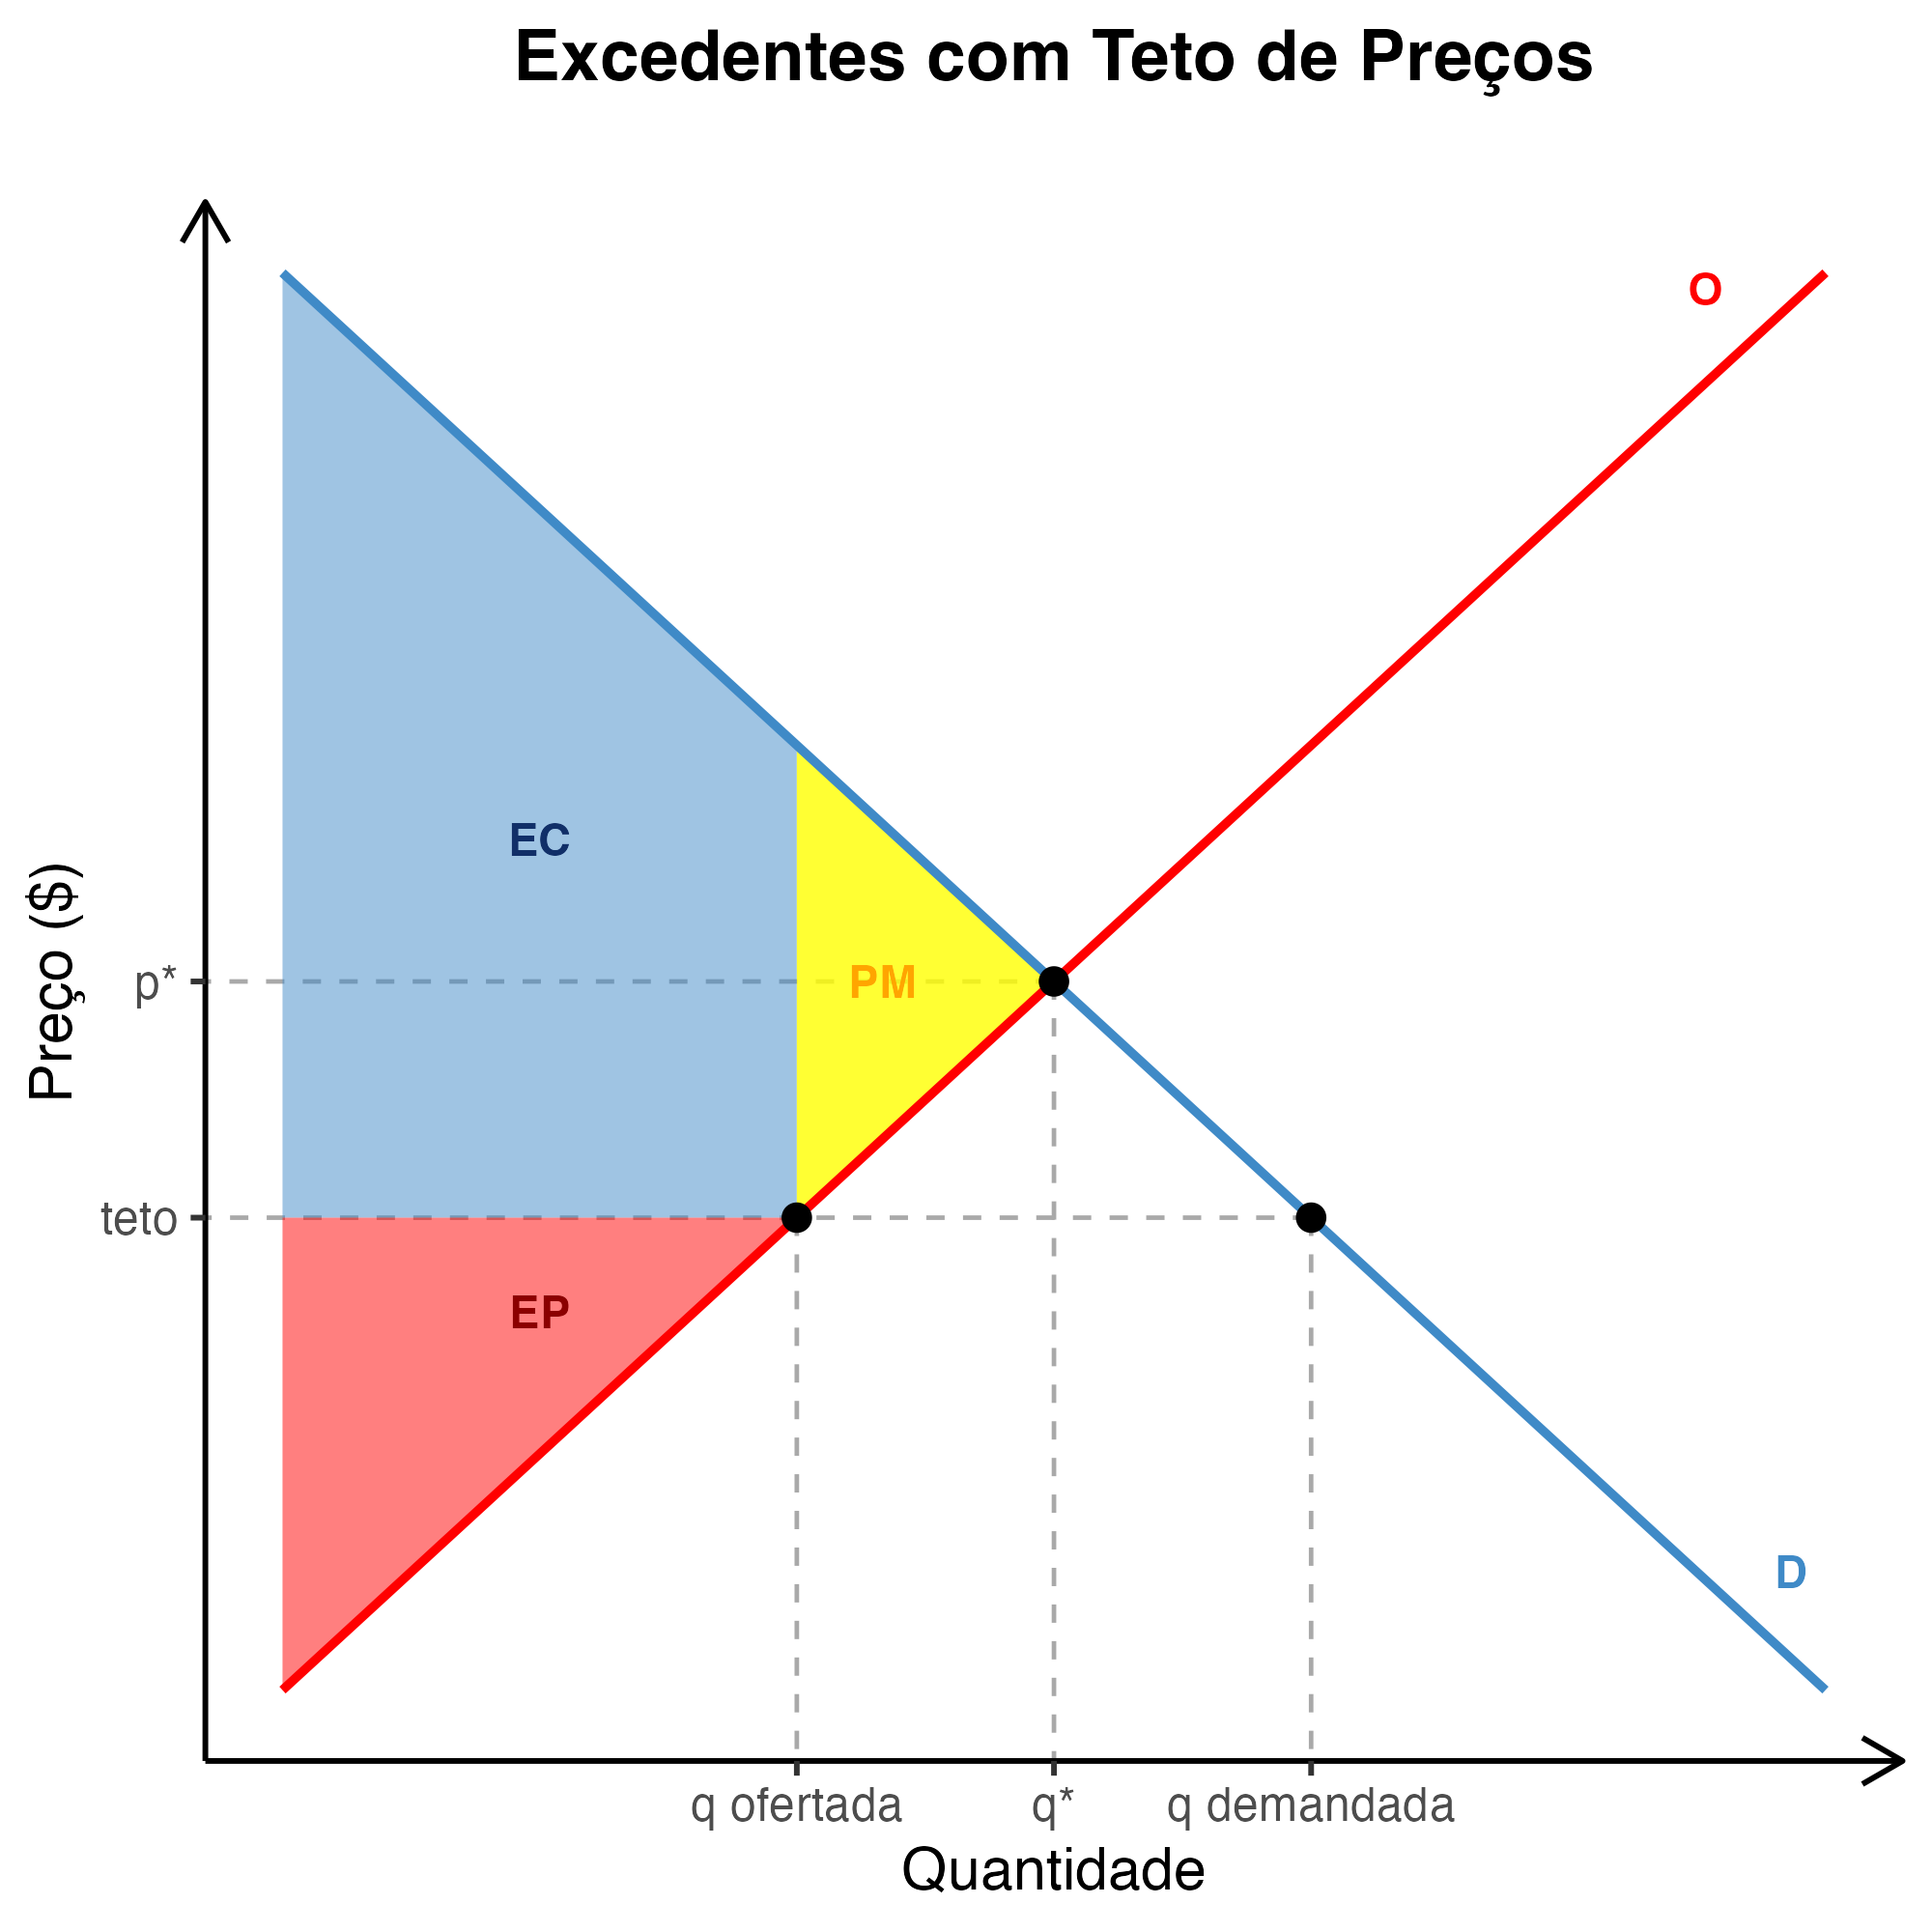 Excedentes com Teto de Preços
O
EC
Preço ($)
p*
PM
teto
EP
D
q ofertada
q*
q demandada
Quantidade